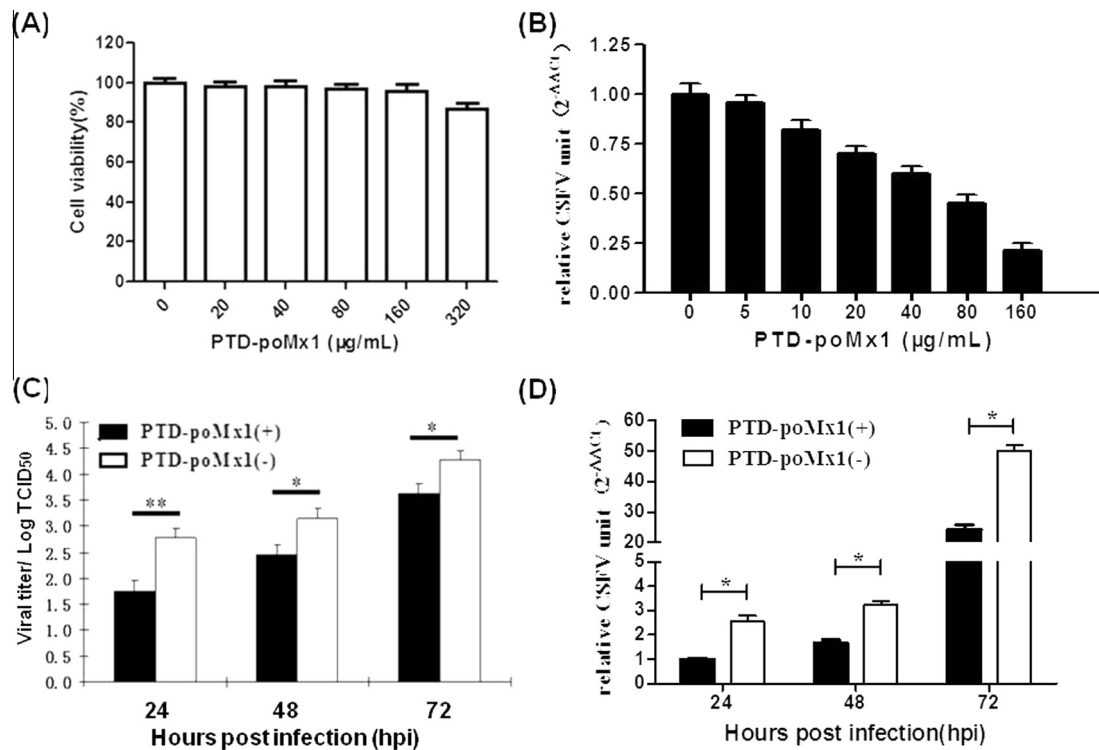 (A)
120
100
80
60
40
20
0
Cell viability(%)
0 20 40 80 160 320
PTD-poMx1 (µg/mL)
(B)
1.25
1.00
0.75
0.50
0.25
0.00
relative CSFV unit (2^-ΔΔCt)
0 5 10 20 40 80 160
PTD-poMx1 (µg/mL)
(C)
5.0
4.5
4.0
3.5
3.0
2.5
2.0
1.5
1.0
0.5
0.0
Viral titer/ Log TCID50
PTD-poMx1(+)
PTD-poMx1(-)
**
*
*
24 48 72
Hours post infection (hpi)
(D)
60
50
40
30
20
5
4
3
2
1
0
relative CSFV unit (2^-ΔΔCt)
PTD-poMx1(+)
PTD-poMx1(-)
*
*
*
24 48 72
Hours post infection(hpi)